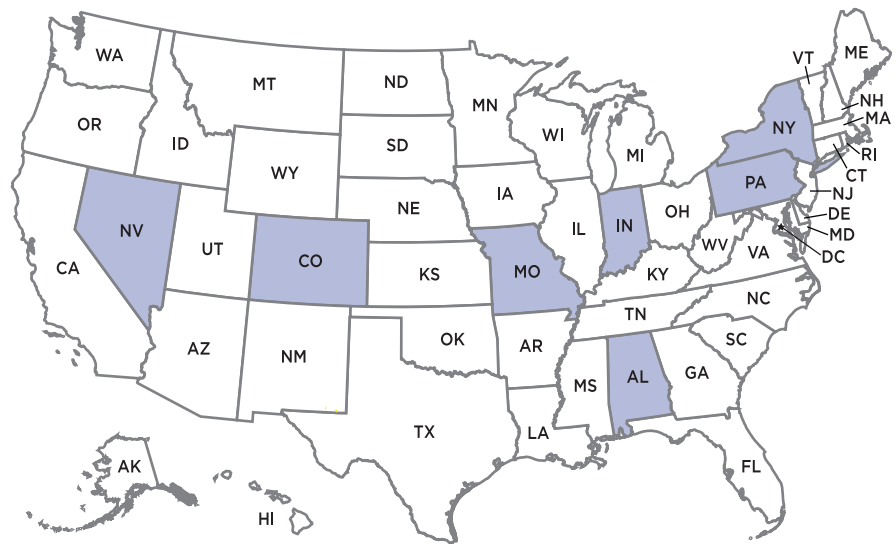 WA
OR
CA
NV
ID
MT
WY
UT
CO
AZ
NM
ND
SD
NE
KS
OK
TX
MN
IA
MO
AR
LA
WI
IL
MI
IN
OH
KY
TN
MS
AL
GA
FL
SC
NC
VA
WV
PA
NY
VT
ME
NH
MA
RI
CT
NJ
DE
MD
DC
AK
HI